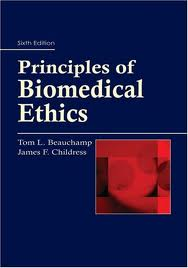 Sixth Edition
Principles of
Biomedical
Ethics
Tom L. Beauchamp
James F. Childress